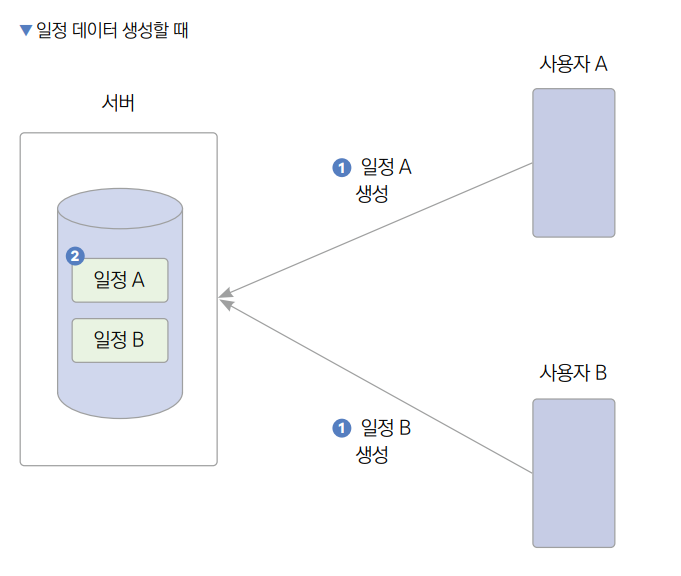 ▼ 일정 데이터 생성할 때
사용자 A
서버
1 일정 A
생성
2
일정 A
일정 B
사용자 B
1 일정 B
생성